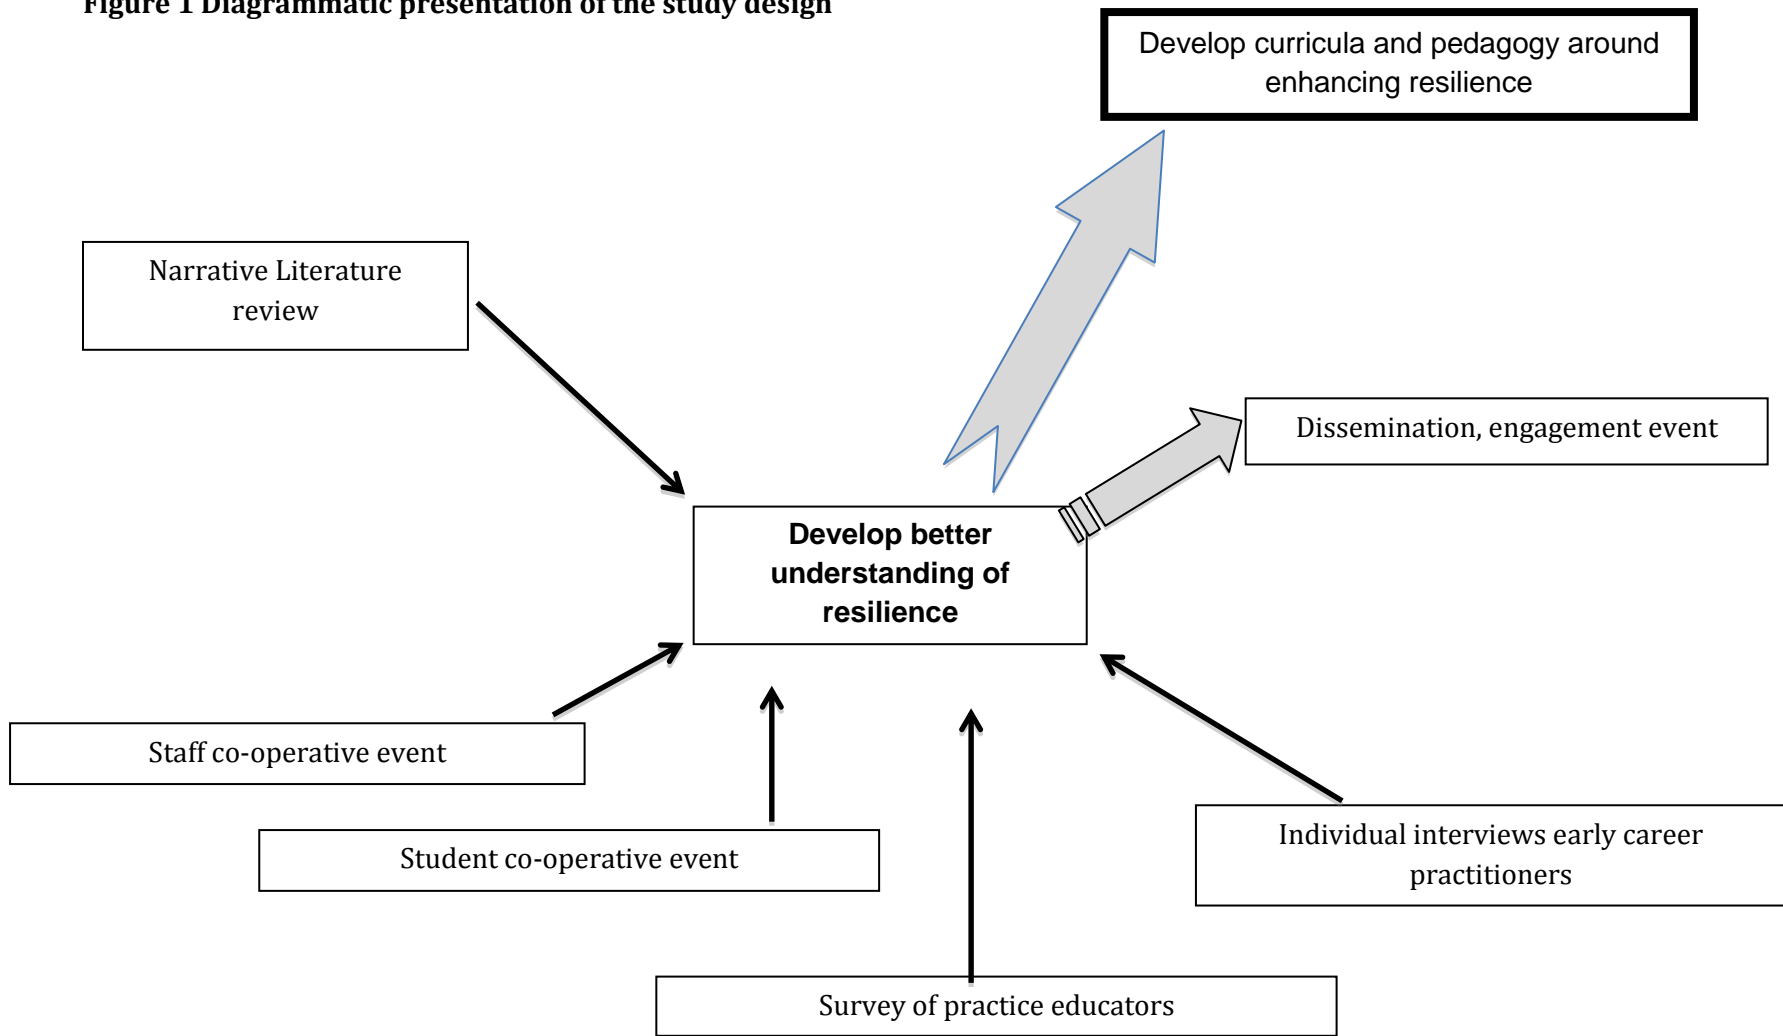 Figure 1 Diagrammatic presentation of the study design
Develop curricula and pedagogy around
enhancing resilience
Narrative Literature
review
Dissemination, engagement event
Develop better
understanding of
resilience
Staff co-operative event
Student co-operative event
Individual interviews early career
practitioners
Survey of practice educators